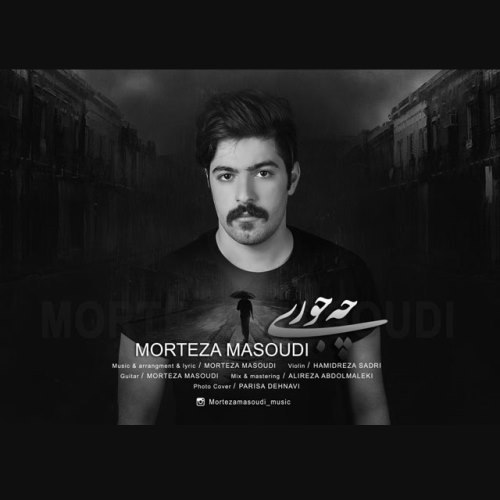 MORTEZA MASOUDI
چه جوری
MORTEZA MASOUDI
Music & arrangment & lyric / MORTEZA MASOUDI Violin / HAMIDREZA SADRI
Guitar / MORTEZA MASOUDI Mix & mastering / ALIREZA ABDOLMALEKI
Photo Cover / PARISA DEHNAVI
Mortezamasoudi_music